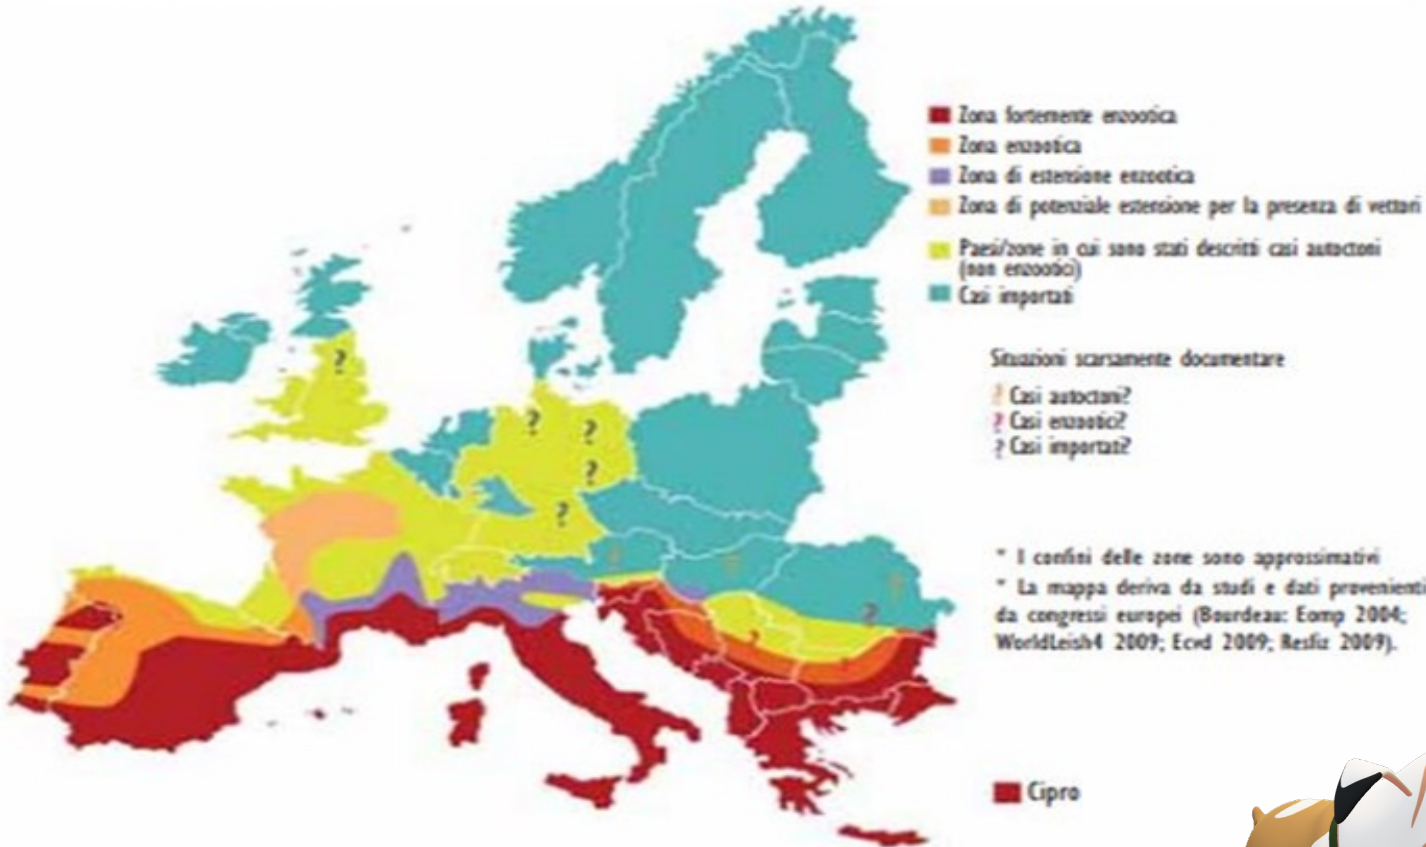 Zona fortemente enzootica
Zona enzootica
Zona di estensione enzootica
Zona di potenziale estensione per la presenza di vettori
Paesi/zone in cui sono stati descritti casi autoctoni
(non enzootici)
Casi importati
Situazioni scarsamente documentare
? Casi autoctoni?
? Casi enzootici?
? Casi importati?
* I confini delle zone sono approssimativi
* La mappa deriva da studi e dati provenienti
da congressi europei (Bourdeau: Eomp 2004;
WorldLeish4 2009; Ecvd 2009; Resfiz 2009).
Cipro
?
?
?
?
?
?
?
?
?
?